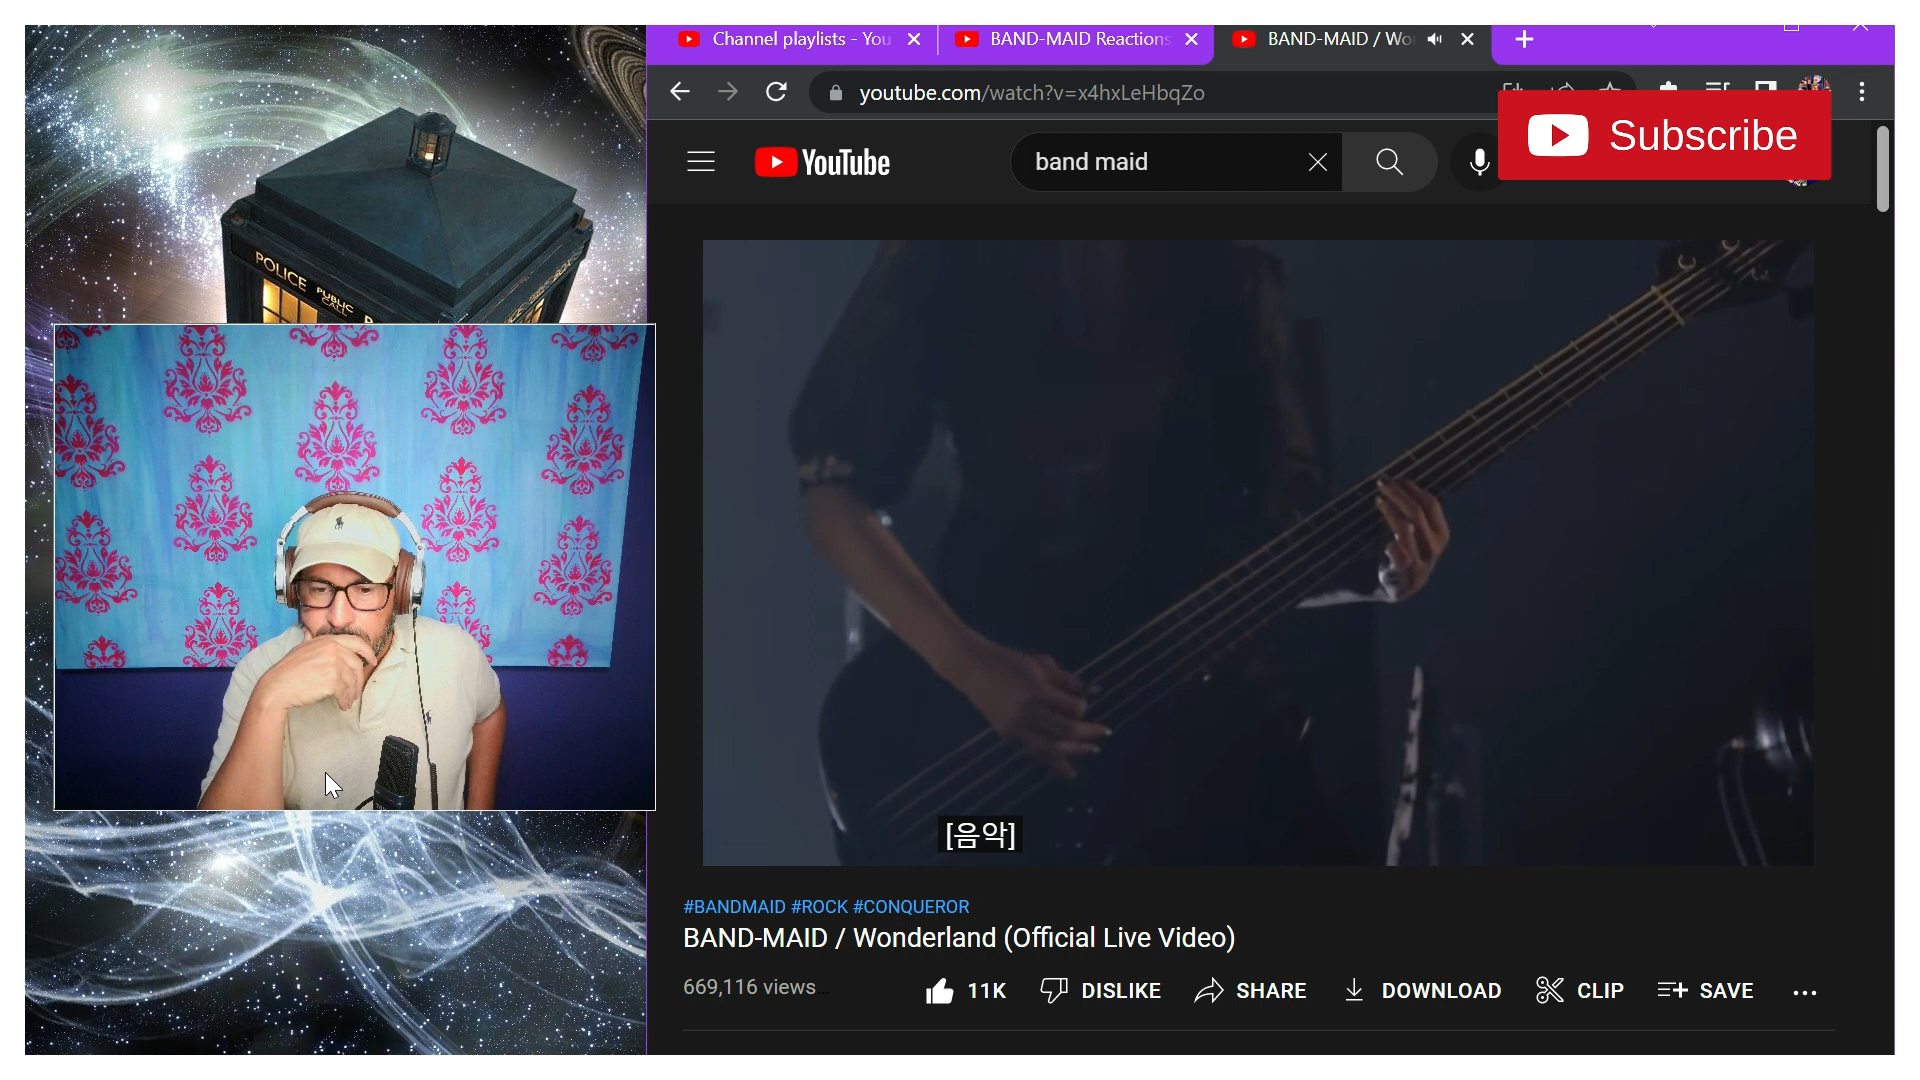 Channel playlists - You
BAND-MAID Reactions
BAND-MAID / Wo
youtube.com/watch?v=x4hxLeHbqZo
YouTube
band maid
Subscribe
POLICE PUBLIC CALL
[음악]
#BANDMAID #ROCK #CONQUEROR
BAND-MAID / Wonderland (Official Live Video)
669,116 views
11K DISLIKE SHARE DOWNLOAD CLIP SAVE